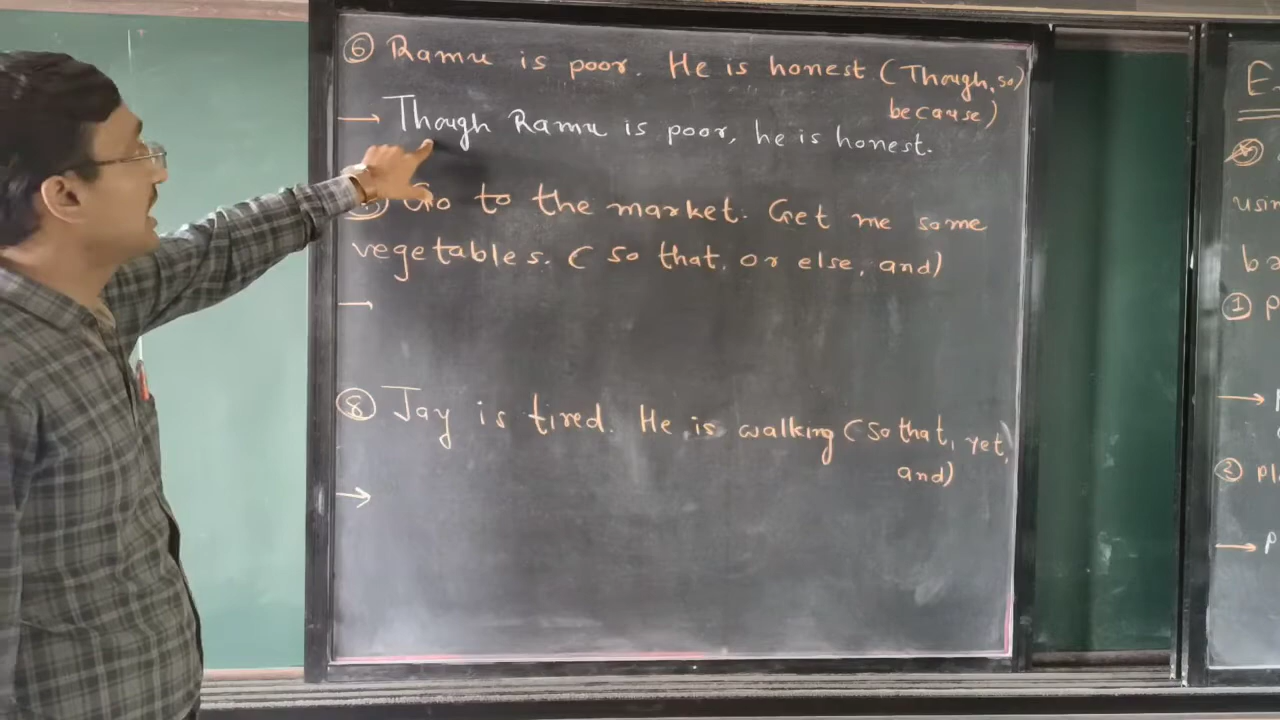 ⑥ Ramu is poor. He is honest (Though, so,
because)
→ Though Ramu is poor, he is honest.
Go to the market. Get me some
vegetables. (so that, or else, and)
→
⑧ Jay is tired. He is walking (so that, yet,
and)
→
①
→
②
→